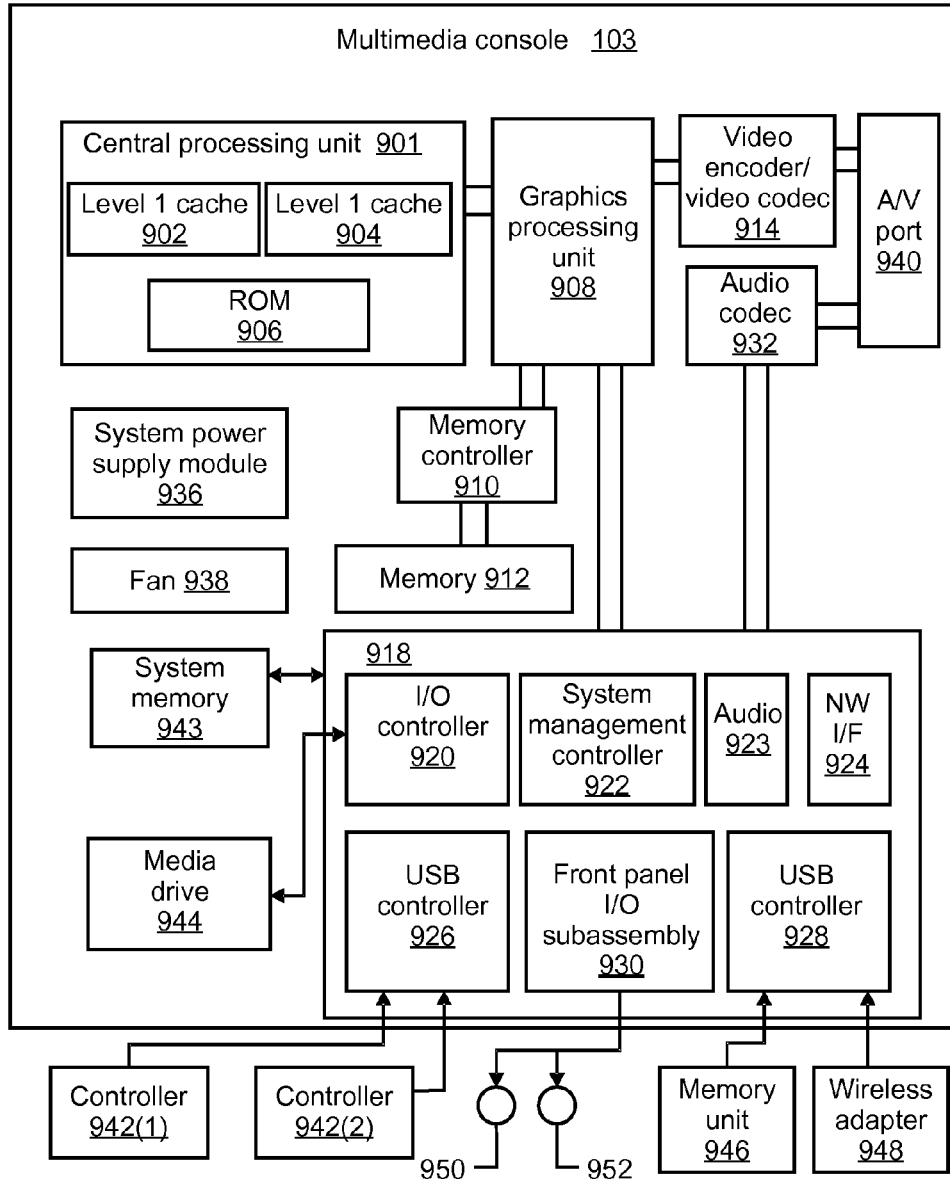 Multimedia console 103
Central processing unit 901
Level 1 cache
902
Level 1 cache
904
ROM
906
Graphics
processing
unit
908
Video
encoder/
video codec
914
A/V
port
940
Audio
codec
932
System power
supply module
936
Memory
controller
910
Fan 938
Memory 912
System
memory
943
918
I/O
controller
920
System
management
controller
922
Audio
923
NW
I/F
924
Media
drive
944
USB
controller
926
Front panel
I/O
subassembly
930
USB
controller
928
Controller
942(1)
Controller
942(2)
950
952
Memory
unit
946
Wireless
adapter
948